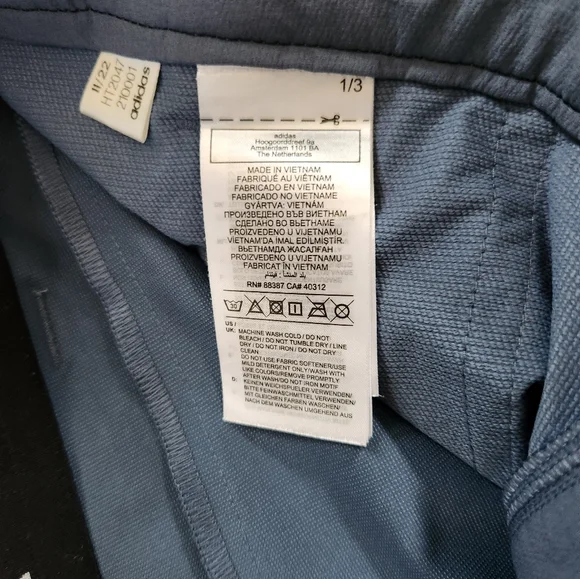 11/22
HT2047
210001
adidas
1/3
adidas
Hoogoorddreef 9a
Amsterdam 1101 BA
The Netherlands
MADE IN VIETNAM
FABRIQUÉ AU VIÊTNAM
FABRICADO EN VIETNAM
FABRICADO NO VIETNAME
GYÁRTVA: VIETNÁM
ПРОИЗВЕДЕНО ВЪВ ВИЕТНАМ
СДЕЛАНО ВО ВЬЕТНАМЕ
PROIZVEDENO U VIJETNAMU
VIETNAM'DA IMAL EDILMIŞTIR.
ВЬЕТНАМДА ЖАСАЛҒАН
PROIZVEDENO U VIJETNAMU
FABRICAT ÎN VIETNAM
بلد المنشأ: فيتنام
RN# 88387 CA# 40312
30
US /
UK: MACHINE WASH COLD / DO NOT
BLEACH / DO NOT TUMBLE DRY / LINE
DRY / DO NOT IRON / DO NOT DRY
CLEAN
DO NOT USE FABRIC SOFTENER/USE
MILD DETERGENT ONLY/WASH WITH
LIKE COLORS/REMOVE PROMPTLY
AFTER WASH/DO NOT IRON MOTIF
D: KEINEN WEICHSPÜLER VERWENDEN/
NUR FEINWASCHMITTEL VERWENDEN/
MIT GLEICHEN FARBEN WASCHEN/
NACH DEM WASCHEN UMGEHEND AUS